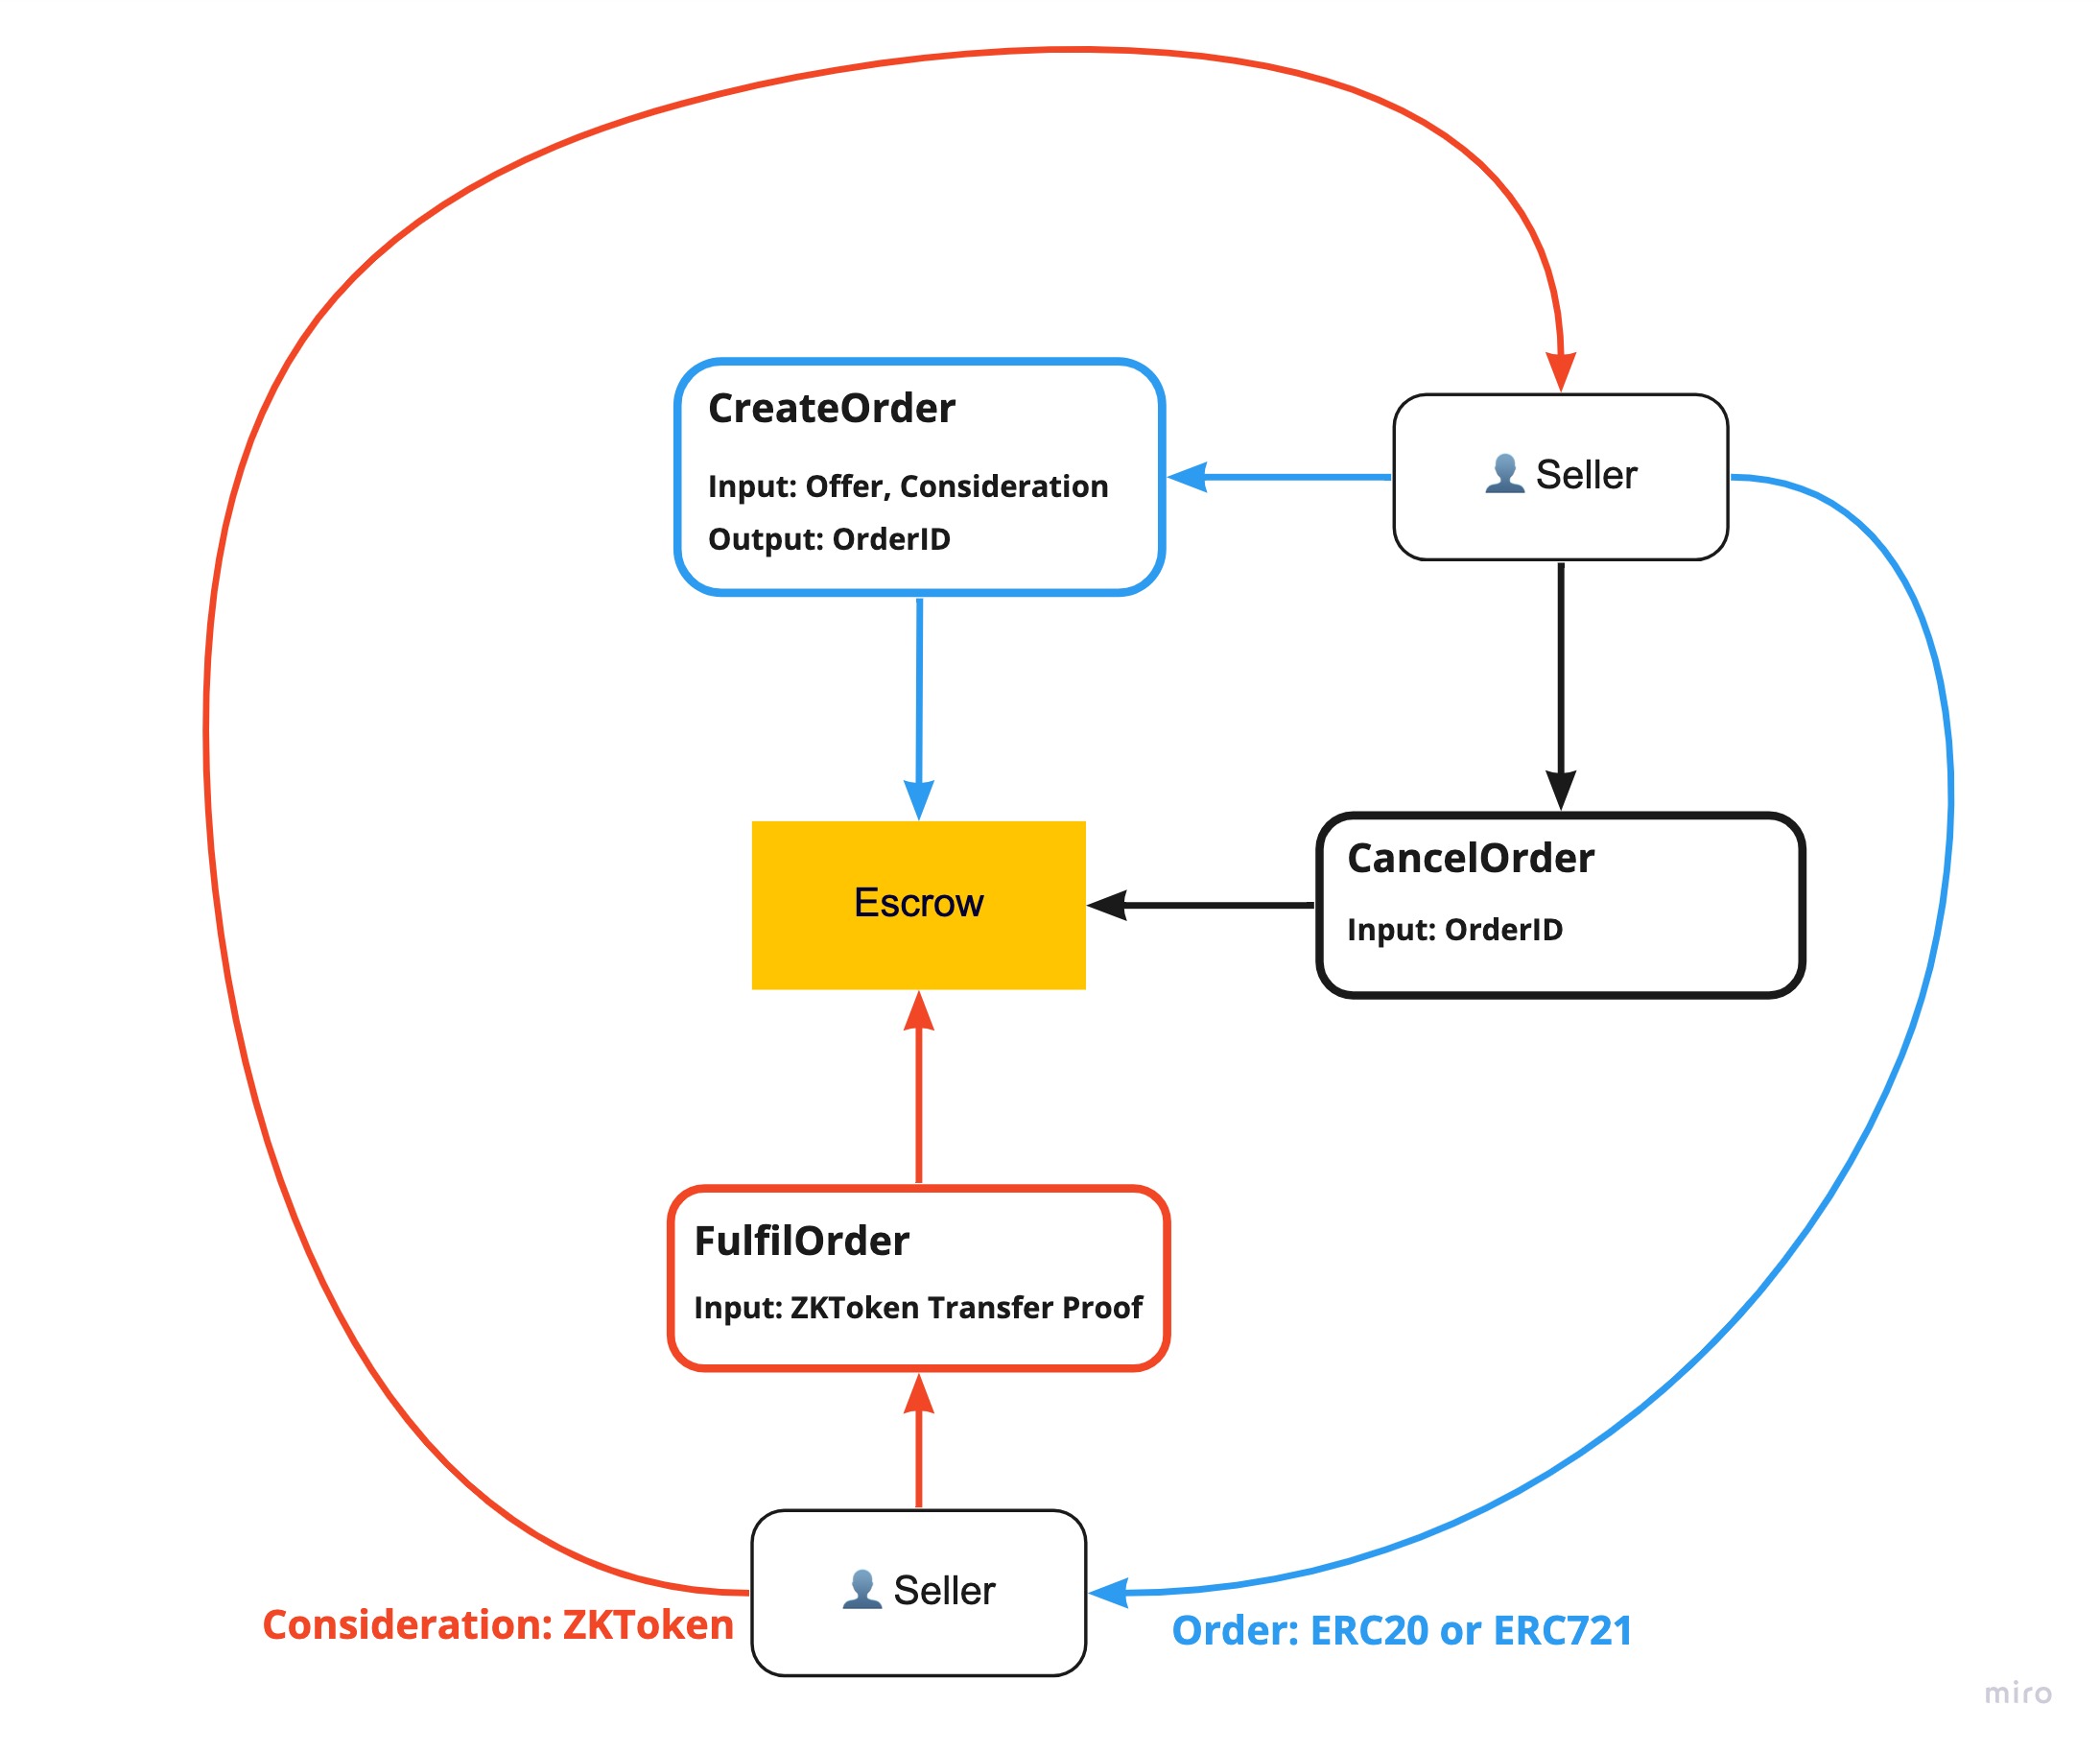 CreateOrder
Input: Offer, Consideration
Output: OrderID
Seller
Escrow
CancelOrder
Input: OrderID
FulfilOrder
Input: ZKToken Transfer Proof
Seller
Consideration: ZKToken
Order: ERC20 or ERC721
miro